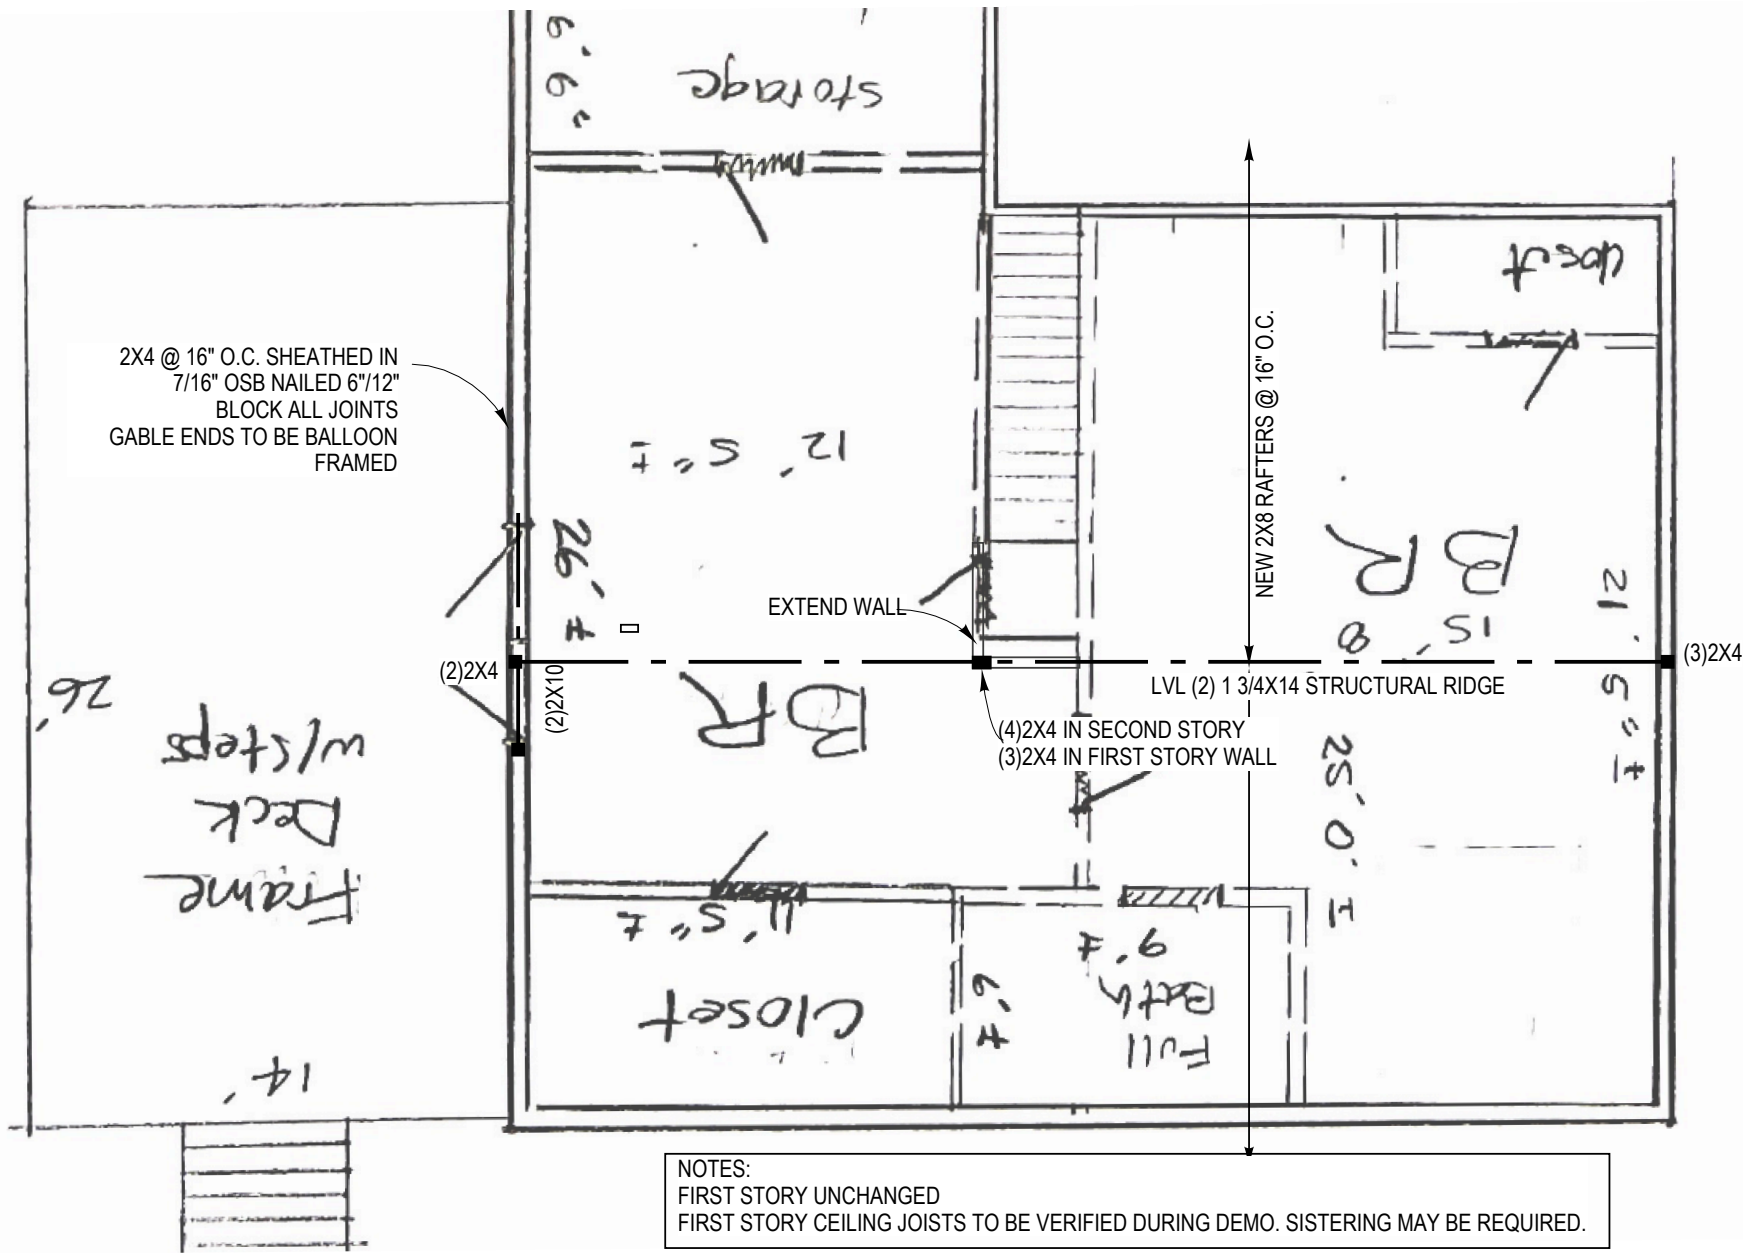 6' 6"
storage
closet
2X4 @ 16" O.C. SHEATHED IN
7/16" OSB NAILED 6"/12"
BLOCK ALL JOINTS
GABLE ENDS TO BE BALLOON
FRAMED
NEW 2X8 RAFTERS @ 16" O.C.
12' 5" ±
26' ±
BR
15' 8
21' 5" ±
EXTEND WALL
(2)2X4
(2)2X10
(3)2X4
LVL (2) 1 3/4X14 STRUCTURAL RIDGE
BR
(4)2X4 IN SECOND STORY
(3)2X4 IN FIRST STORY WALL
26'
Frame
Deck
w/steps
14'
25' 0" ±
11' 5" ±
Closet
6' ±
9' ±
Full
Bath
NOTES:
FIRST STORY UNCHANGED
FIRST STORY CEILING JOISTS TO BE VERIFIED DURING DEMO. SISTERING MAY BE REQUIRED.